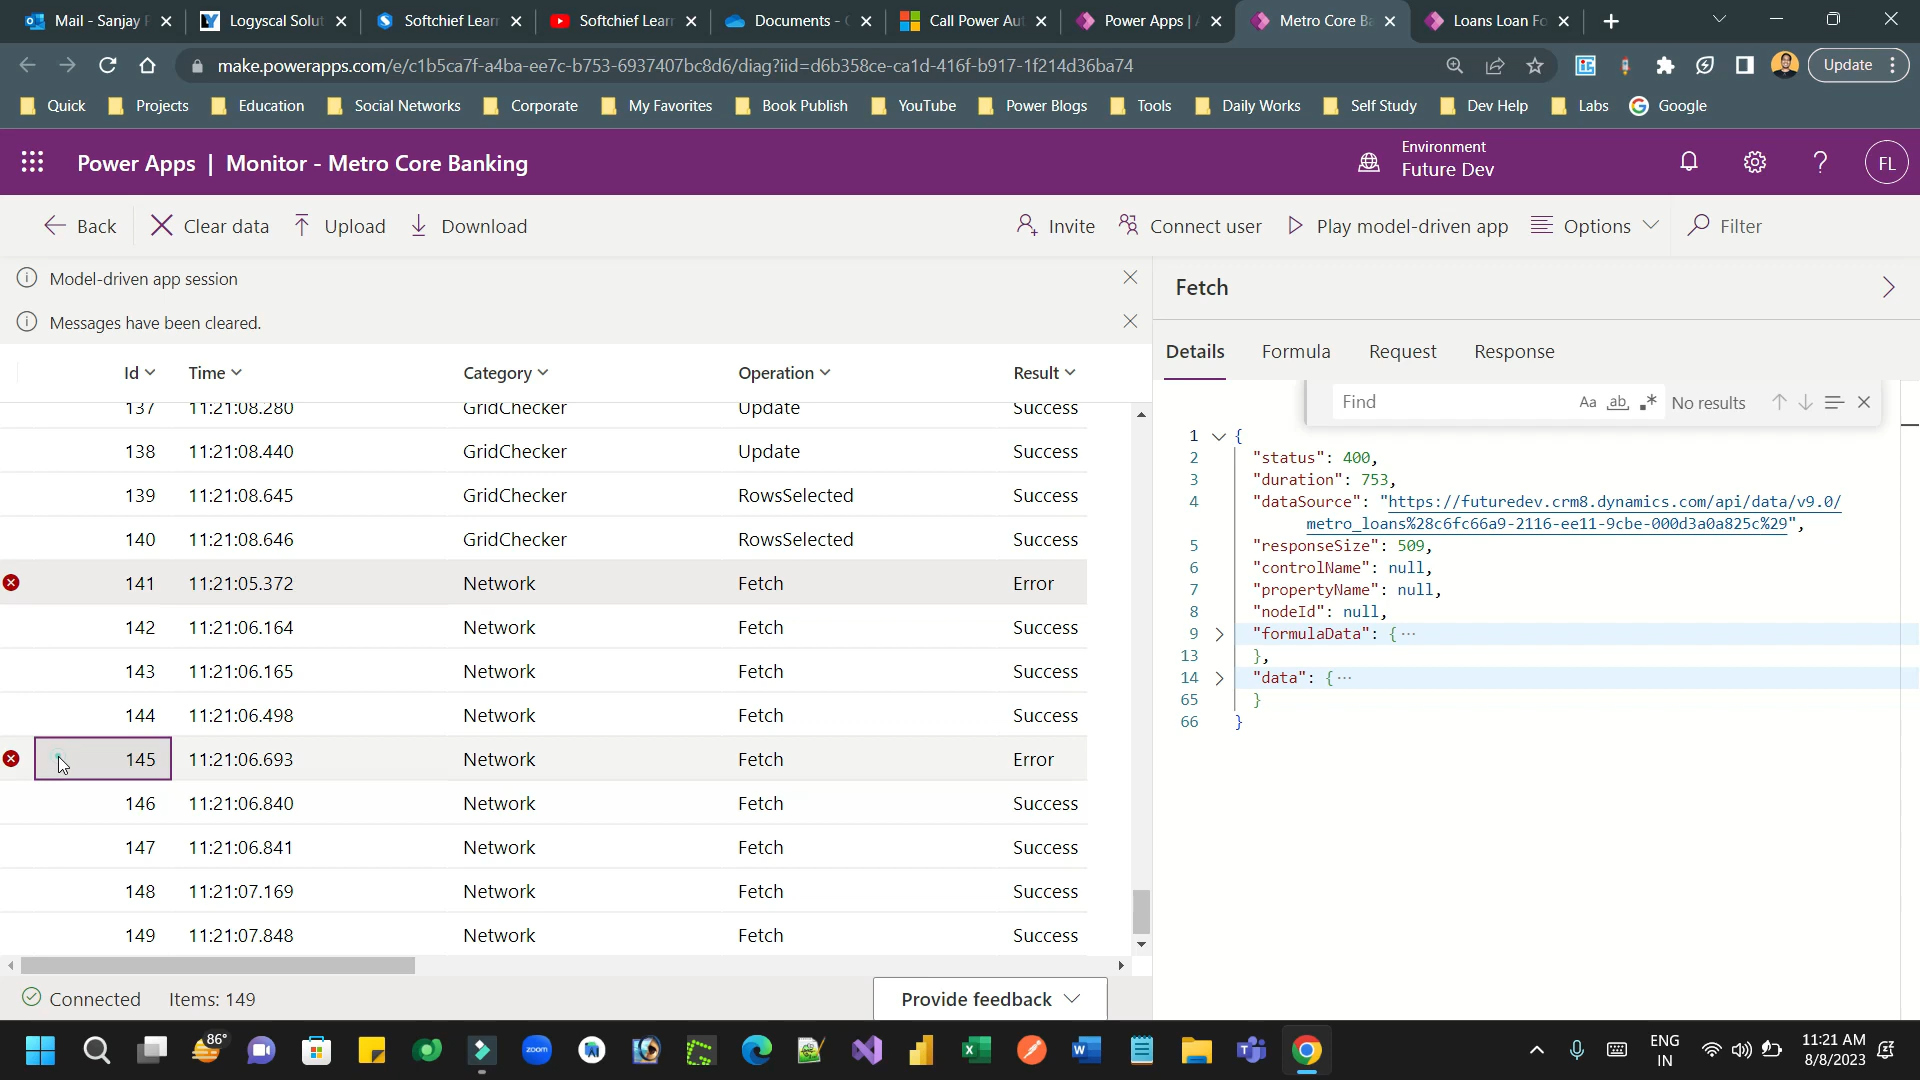 Mail - Sanjay
Logyscal Solut
Softchief Lear
Softchief Lear
Documents -
Call Power Aut
Power Apps |
Metro Core B
Loans Loan Fo
make.powerapps.com/e/c1b5ca7f-a4ba-ee7c-b753-6937407bc8d6/diag?iid=d6b358ce-ca1d-416f-b917-1f214d36ba74
Update
Quick Projects Education Social Networks Corporate My Favorites Book Publish YouTube Power Blogs Tools Daily Works Self Study Dev Help Labs Google
Power Apps | Monitor - Metro Core Banking
Environment
Future Dev
FL
Back Clear data Upload Download Invite Connect user Play model-driven app Options Filter
Model-driven app session
Messages have been cleared.
Id Time Category Operation Result
137 11:21:08.280 GridChecker Update Success
138 11:21:08.440 GridChecker Update Success
139 11:21:08.645 GridChecker RowsSelected Success
140 11:21:08.646 GridChecker RowsSelected Success
141 11:21:05.372 Network Fetch Error
142 11:21:06.164 Network Fetch Success
143 11:21:06.165 Network Fetch Success
144 11:21:06.498 Network Fetch Success
145 11:21:06.693 Network Fetch Error
146 11:21:06.840 Network Fetch Success
147 11:21:06.841 Network Fetch Success
148 11:21:07.169 Network Fetch Success
149 11:21:07.848 Network Fetch Success
Connected Items: 149
Provide feedback
Fetch
Details Formula Request Response
Find Aa ab No results
1 {
2 "status": 400,
3 "duration": 753,
4 "dataSource": "https://futuredev.crm8.dynamics.com/api/data/v9.0/
metro_loans%28c6fc66a9-2116-ee11-9cbe-000d3a0a825c%29",
5 "responseSize": 509,
6 "controlName": null,
7 "propertyName": null,
8 "nodeId": null,
9 "formulaData": {···
13 },
14 "data": {···
65 }
66 }
86°
zoom
ENG
IN
11:21 AM
8/8/2023